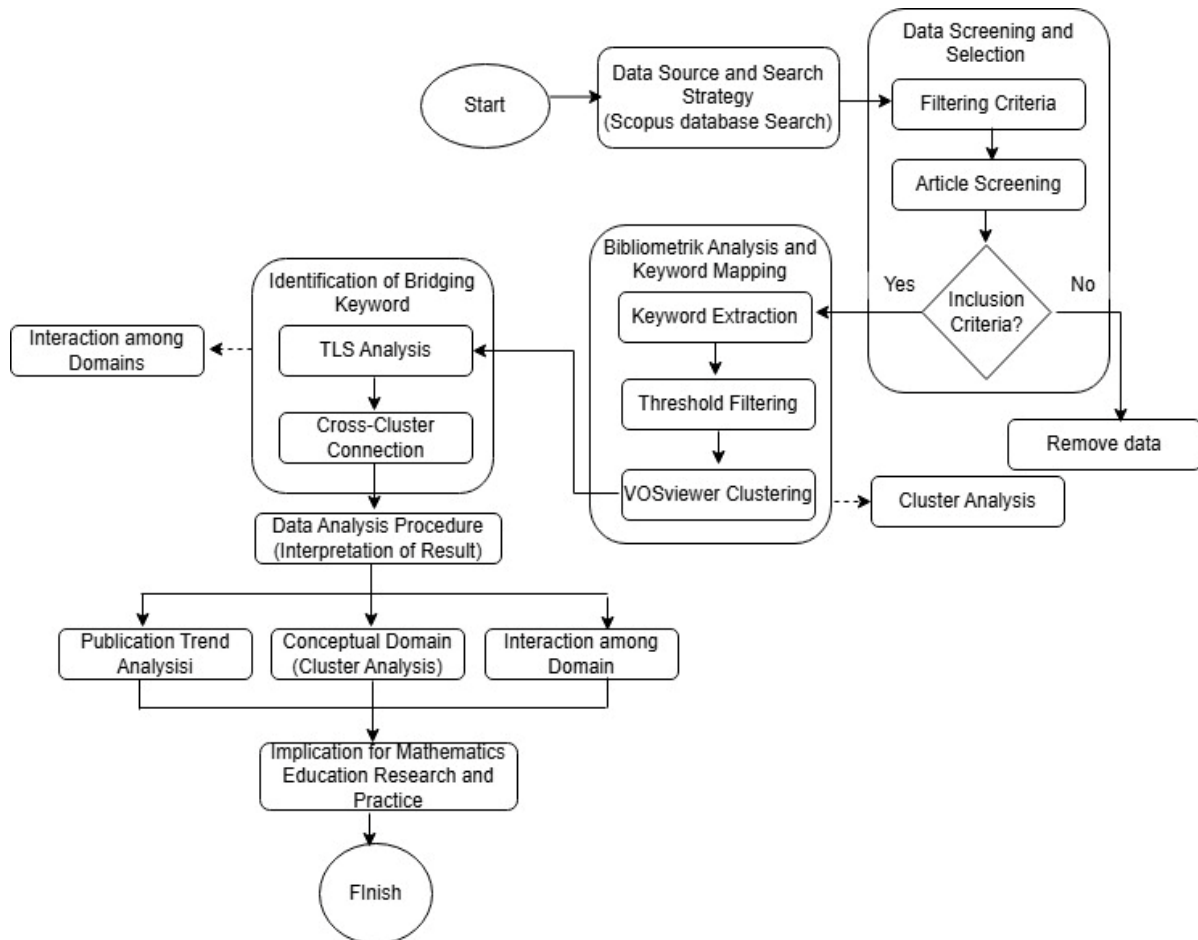 Start
Data Source and Search
Strategy
(Scopus database Search)
Data Screening and
Selection
Filtering Criteria
Article Screening
Inclusion
Criteria?
Yes
No
Remove data
Bibliometrik Analysis and
Keyword Mapping
Keyword Extraction
Threshold Filtering
VOSviewer Clustering
Cluster Analysis
Identification of Bridging
Keyword
TLS Analysis
Cross-Cluster
Connection
Interaction among
Domains
Data Analysis Procedure
(Interpretation of Result)
Publication Trend
Analysisi
Conceptual Domain
(Cluster Analysis)
Interaction among
Domain
Implication for Mathematics
Education Research and
Practice
FInish